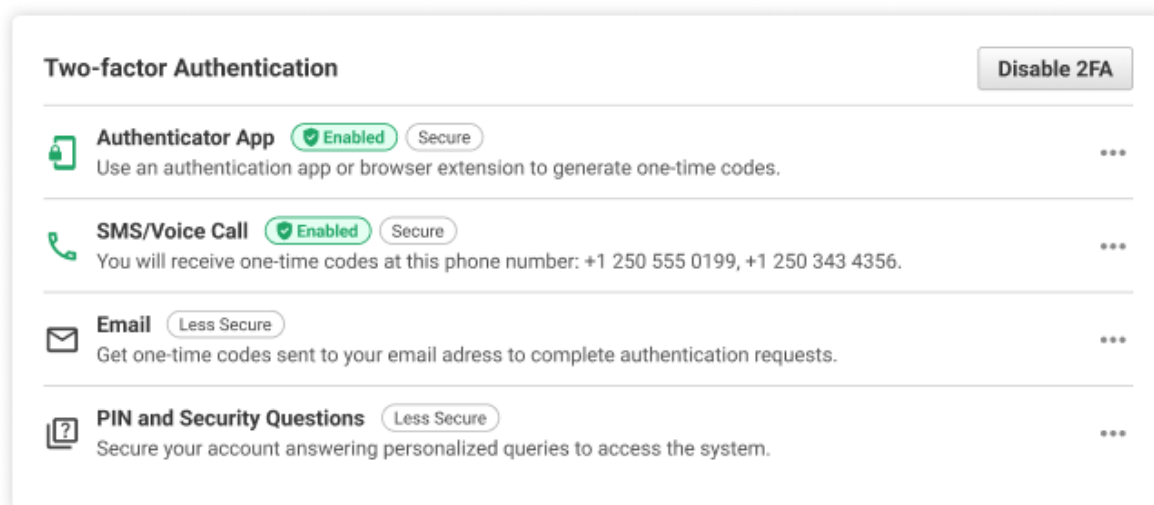 Two-factor Authentication
Disable 2FA
Authenticator App Enabled Secure
Use an authentication app or browser extension to generate one-time codes.
SMS/Voice Call Enabled Secure
You will receive one-time codes at this phone number: +1 250 555 0199, +1 250 343 4356.
Email Less Secure
Get one-time codes sent to your email adress to complete authentication requests.
PIN and Security Questions Less Secure
Secure your account answering personalized queries to access the system.